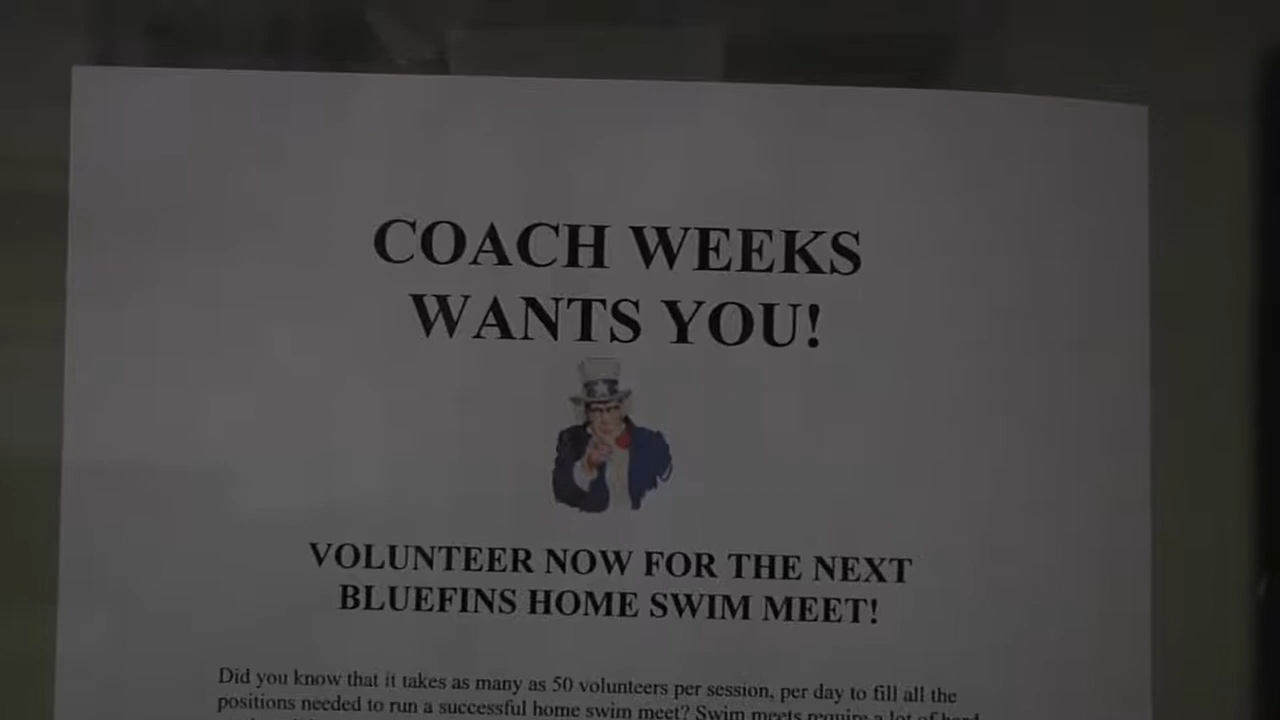 COACH WEEKS
WANTS YOU!
VOLUNTEER NOW FOR THE NEXT
BLUEFINS HOME SWIM MEET!
Did you know that it takes as many as 50 volunteers per session, per day to fill all the
positions needed to run a successful home swim meet? Swim meets require a lot of hard